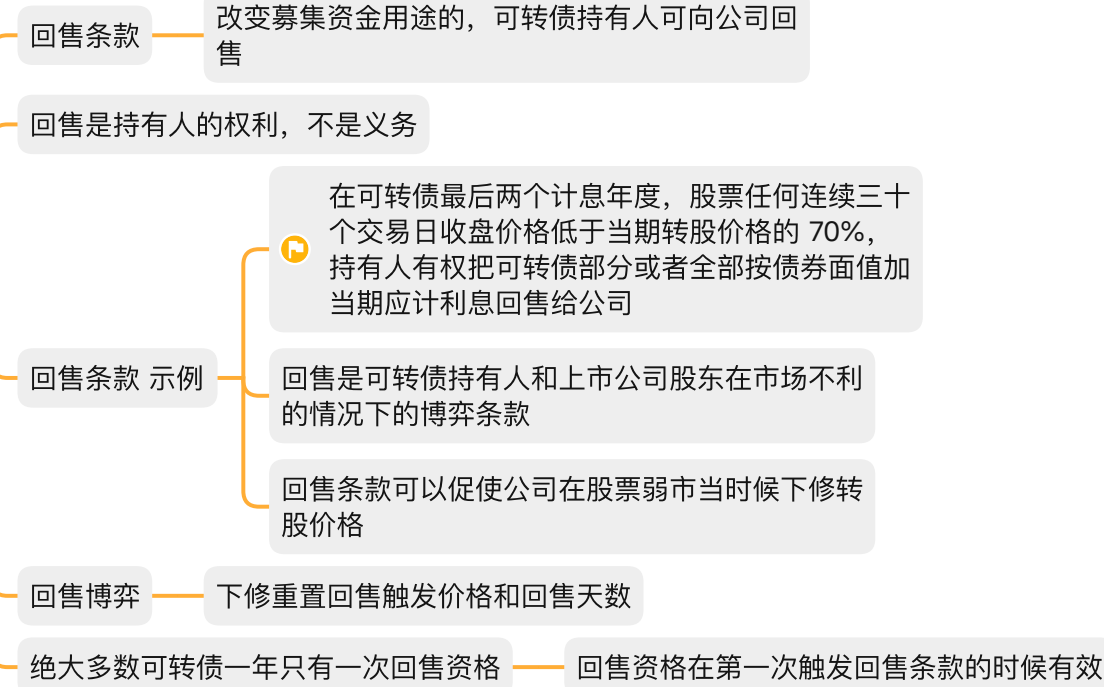 回售条款
改变募集资金用途的，可转债持有人可向公司回
售
回售是持有人的权利，不是义务
回售条款 示例
在可转债最后两个计息年度，股票任何连续三十
个交易日收盘价格低于当期转股价格的 70%，
持有人有权把可转债部分或者全部按债券面值加
当期应计利息回售给公司
回售是可转债持有人和上市公司股东在市场不利
的情况下的博弈条款
回售条款可以促使公司在股票弱市当时候下修转
股价格
回售博弈
下修重置回售触发价格和回售天数
绝大多数可转债一年只有一次回售资格
回售资格在第一次触发回售条款的时候有效